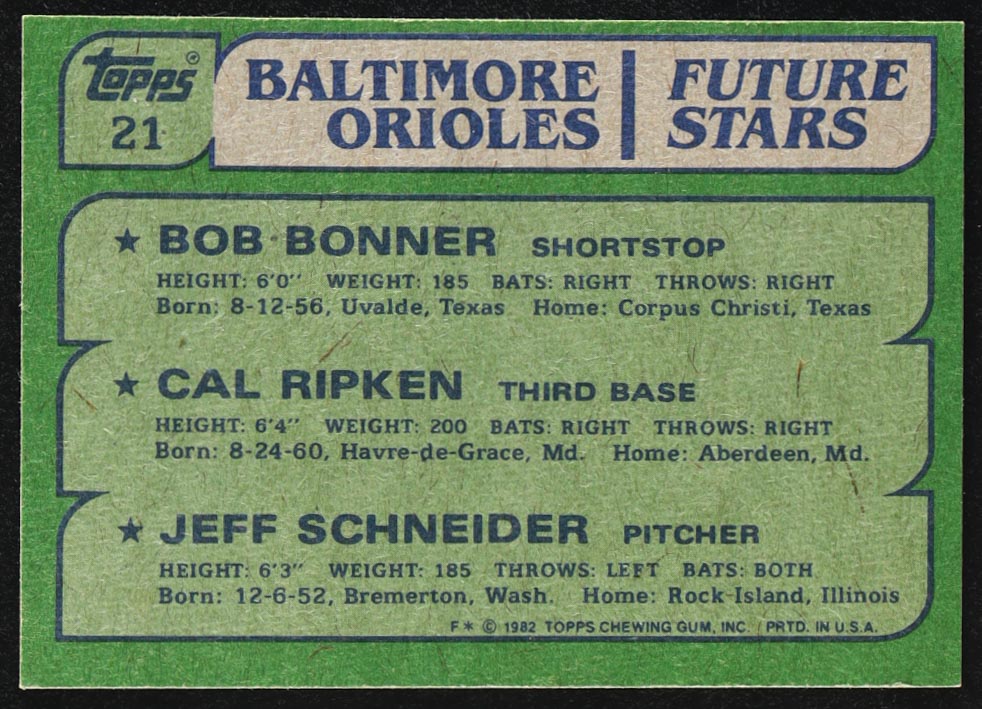 topps®
21
BALTIMORE ORIOLES
FUTURE STARS
★ BOB BONNER SHORTSTOP
HEIGHT: 6'0" WEIGHT: 185 BATS: RIGHT THROWS: RIGHT
Born: 8-12-56, Uvalde, Texas Home: Corpus Christi, Texas
★ CAL RIPKEN THIRD BASE
HEIGHT: 6'4" WEIGHT: 200 BATS: RIGHT THROWS: RIGHT
Born: 8-24-60, Havre-de-Grace, Md. Home: Aberdeen, Md.
★ JEFF SCHNEIDER PITCHER
HEIGHT: 6'3" WEIGHT: 185 THROWS: LEFT BATS: BOTH
Born: 12-6-52, Bremerton, Wash. Home: Rock Island, Illinois
F* © 1982 TOPPS CHEWING GUM, INC. PRTD. IN U.S.A.